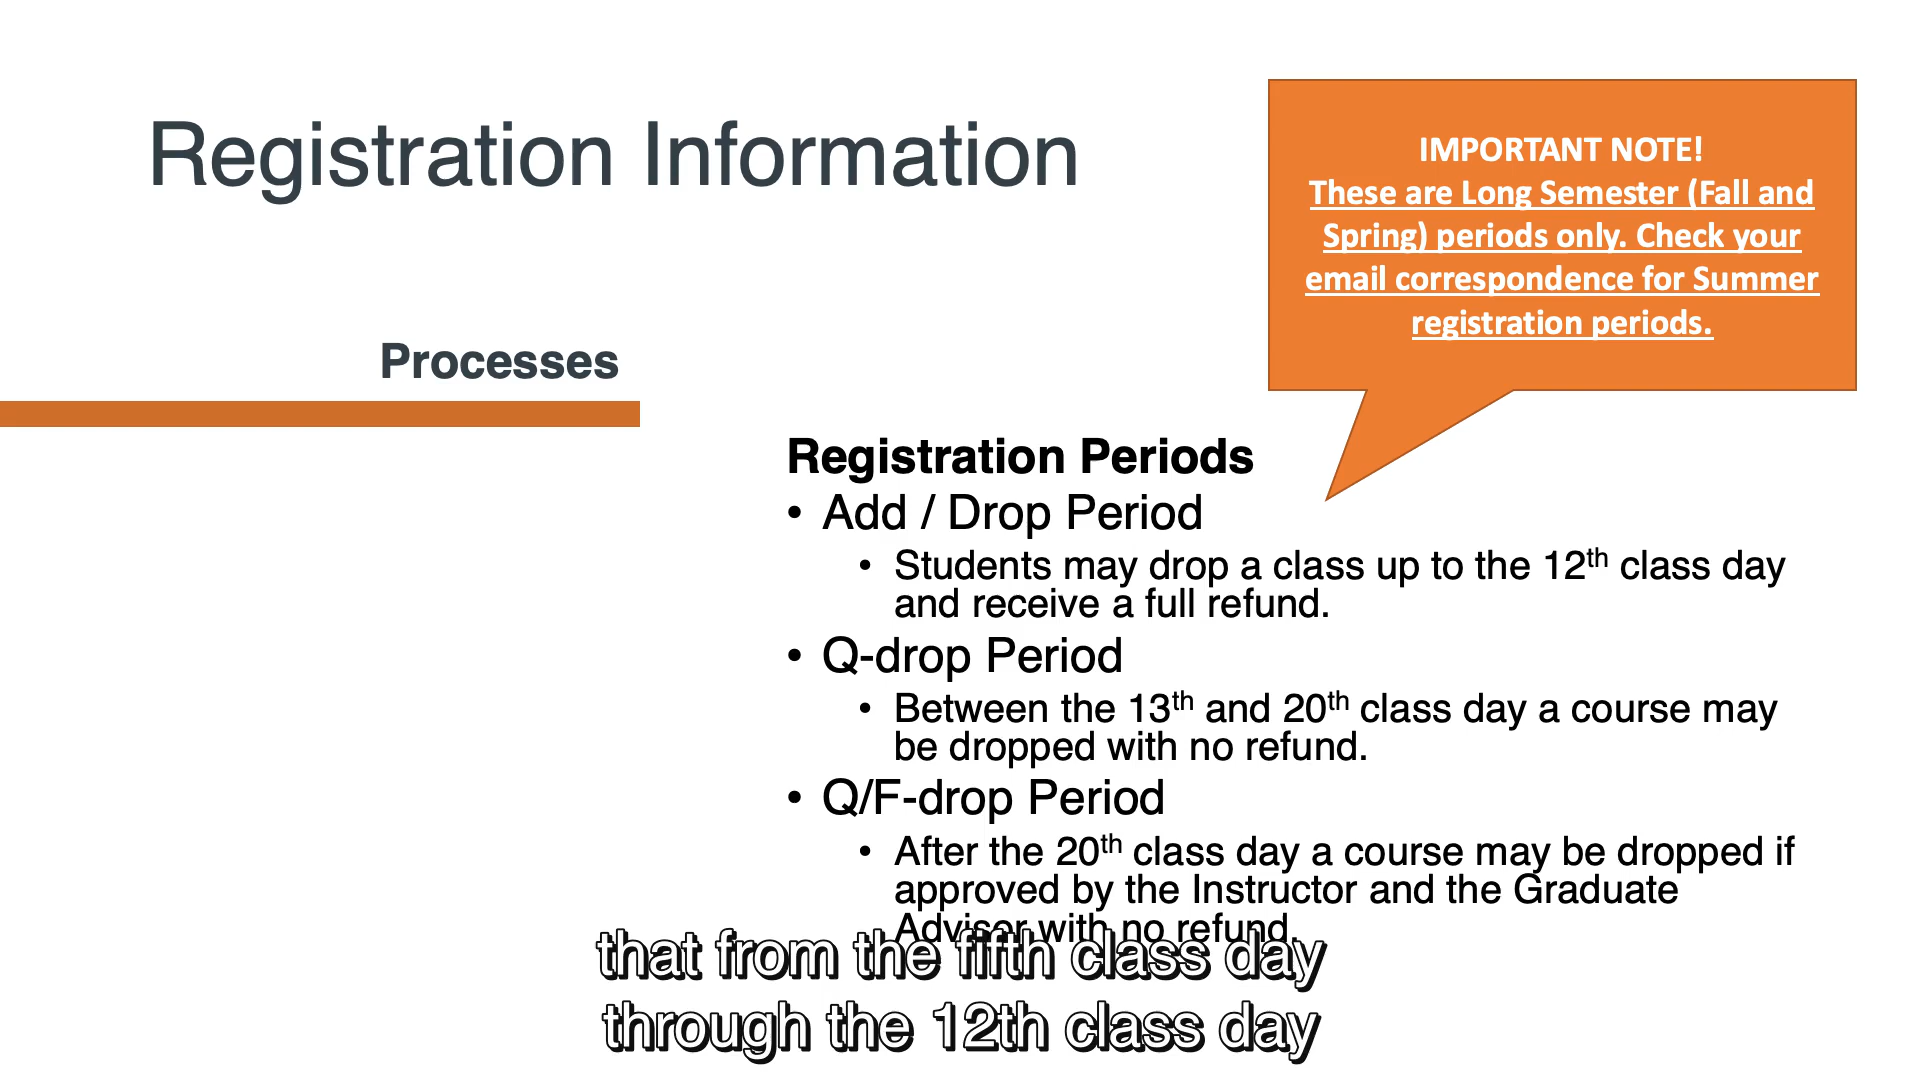 Registration Information
IMPORTANT NOTE!
These are Long Semester (Fall and
Spring) periods only. Check your
email correspondence for Summer
registration periods.
Processes
Registration Periods
• Add / Drop Period
• Students may drop a class up to the 12th class day
and receive a full refund.
• Q-drop Period
• Between the 13th and 20th class day a course may
be dropped with no refund.
• Q/F-drop Period
• After the 20th class day a course may be dropped if
approved by the Instructor and the Graduate
Advisor with no refund.
that from the fifth class day
through the 12th class day